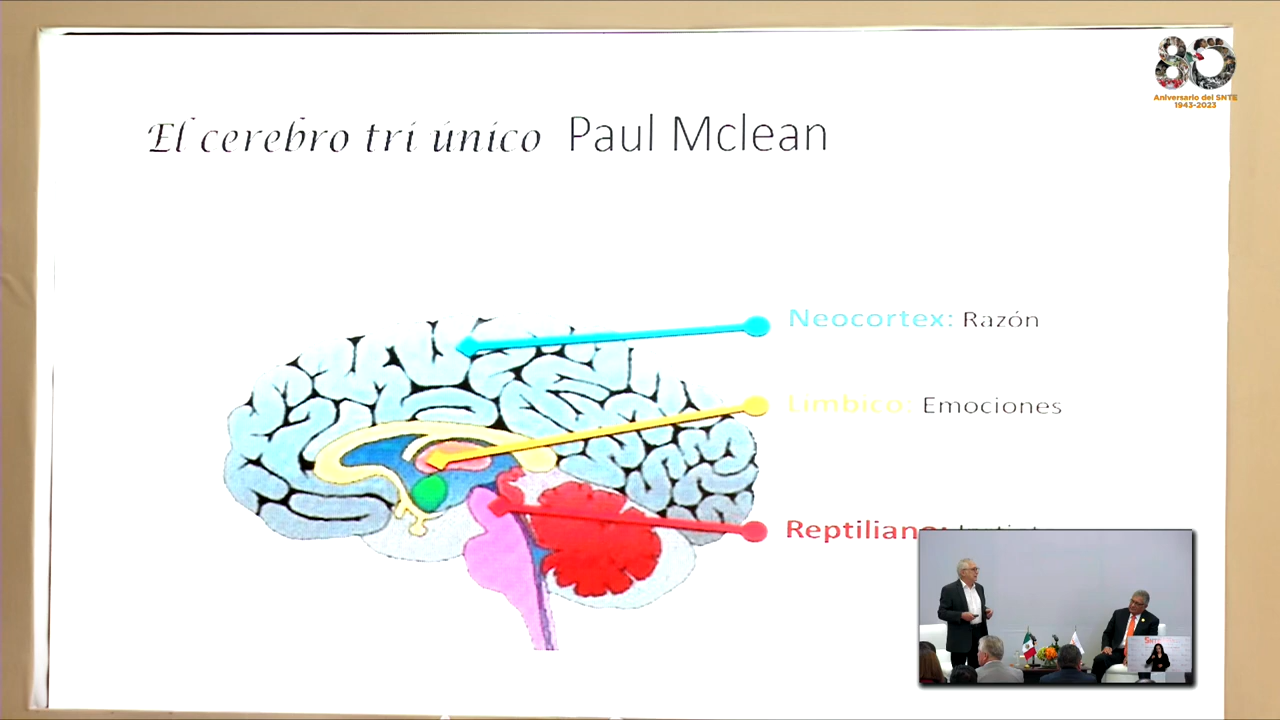 80
Aniversario del SNTE
1943-2023
El cerebro tri único Paul Mclean
Neocortex: Razón
Límbico: Emociones
Reptiliano: